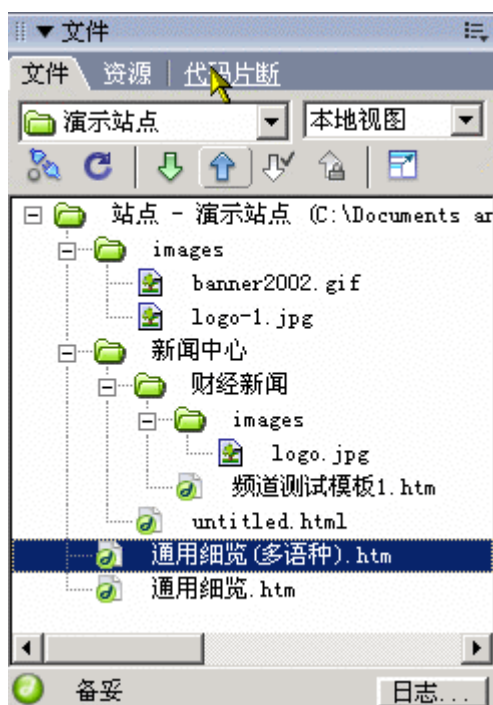 文件
文件 资源 代码片断
演示站点 本地视图
站点 - 演示站点 (C:\Documents ar
images
banner2002.gif
logo-1.jpg
新闻中心
财经新闻
images
logo.jpg
频道测试模板1.htm
untitled.html
通用细览(多语种).htm
通用细览.htm
备妥 日志...